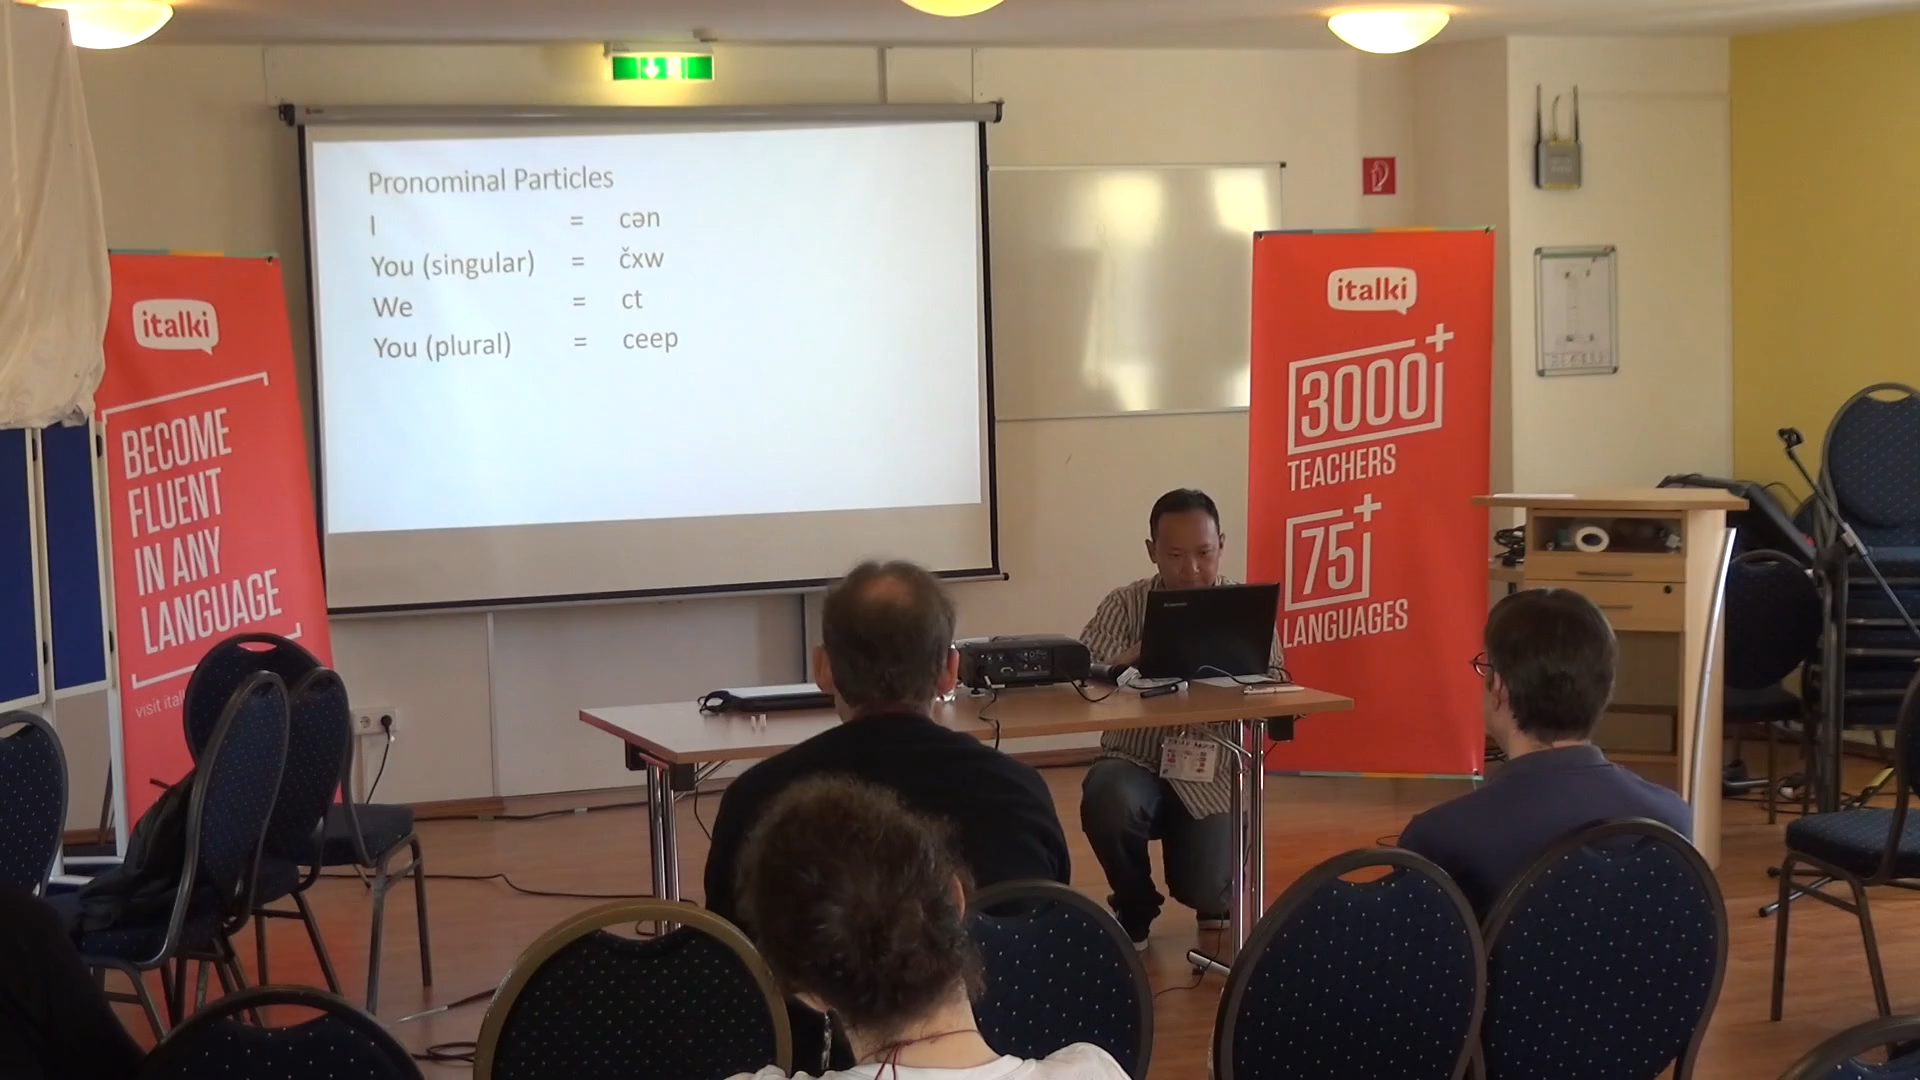 Pronominal Particles
I = cən
You (singular) = čxw
We = ct
You (plural) = ceep
italki
BECOME
FLUENT
IN ANY
LANGUAGE
visit
italki
3000+
TEACHERS
75+
LANGUAGES